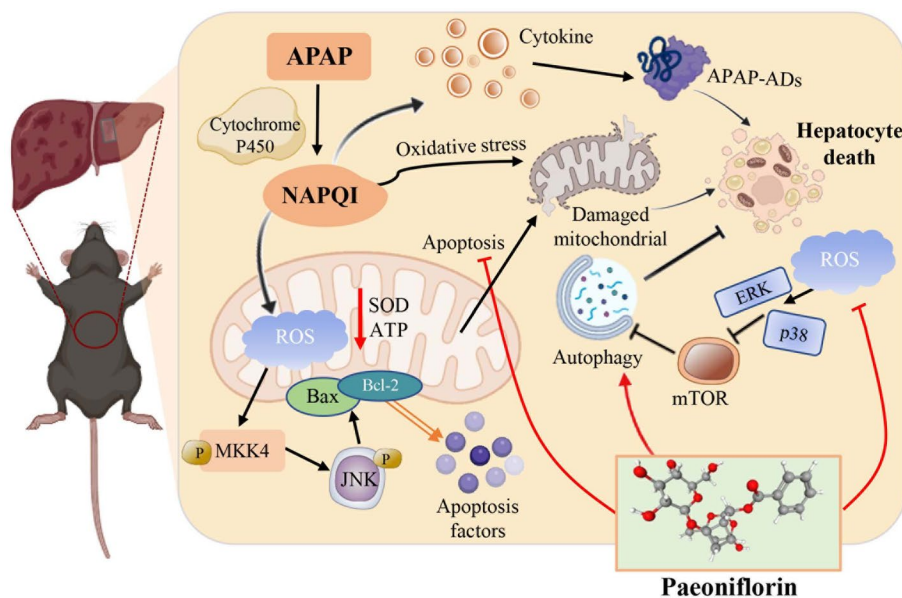 APAP
Cytochrome
P450
NAPQI
Cytokine
APAP-ADs
Oxidative stress
Hepatocyte
death
Damaged
mitochondrial
Apoptosis
SOD
ATP
ROS
Bax
Bcl-2
P
MKK4
JNK
P
Apoptosis
factors
Autophagy
mTOR
ERK
p38
ROS
Paeoniflorin